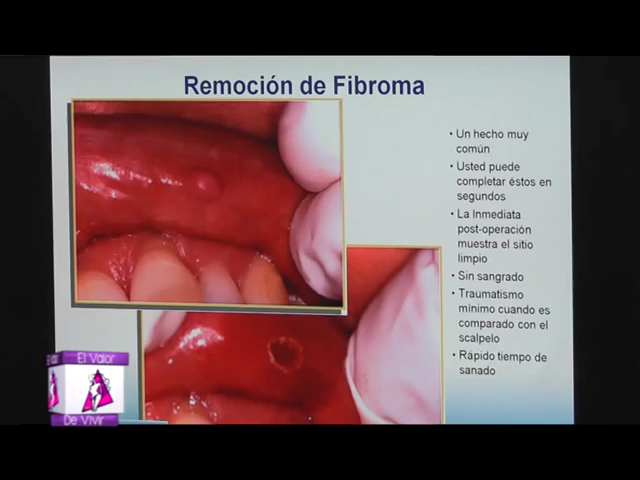 Remoción de Fibroma
• Un hecho muy
común
• Usted puede
completar éstos en
segundos
• La Inmediata
post-operación
muestra el sitio
limpio
• Sin sangrado
• Traumatismo
minimo cuando es
comparado con el
scalpelo
• Rápido tiempo de
sanado
El Valor
De Vivir